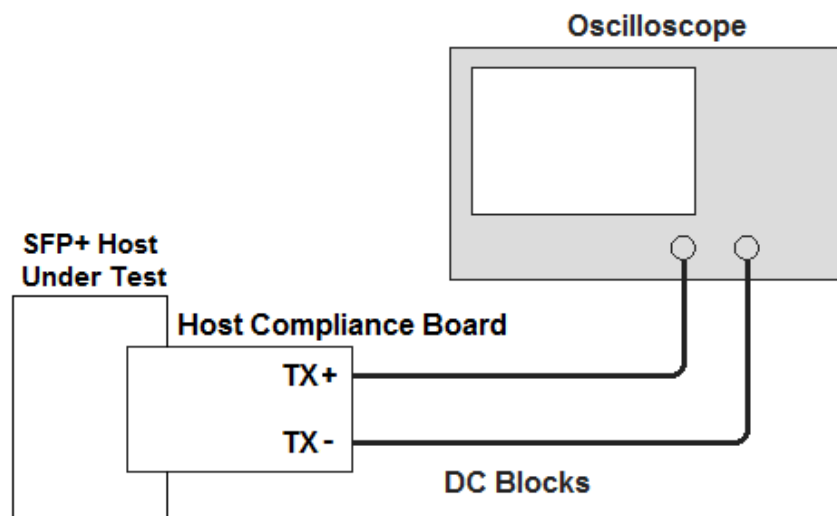 Oscilloscope
SFP+ Host
Under Test
Host Compliance Board
TX+
TX-
DC Blocks